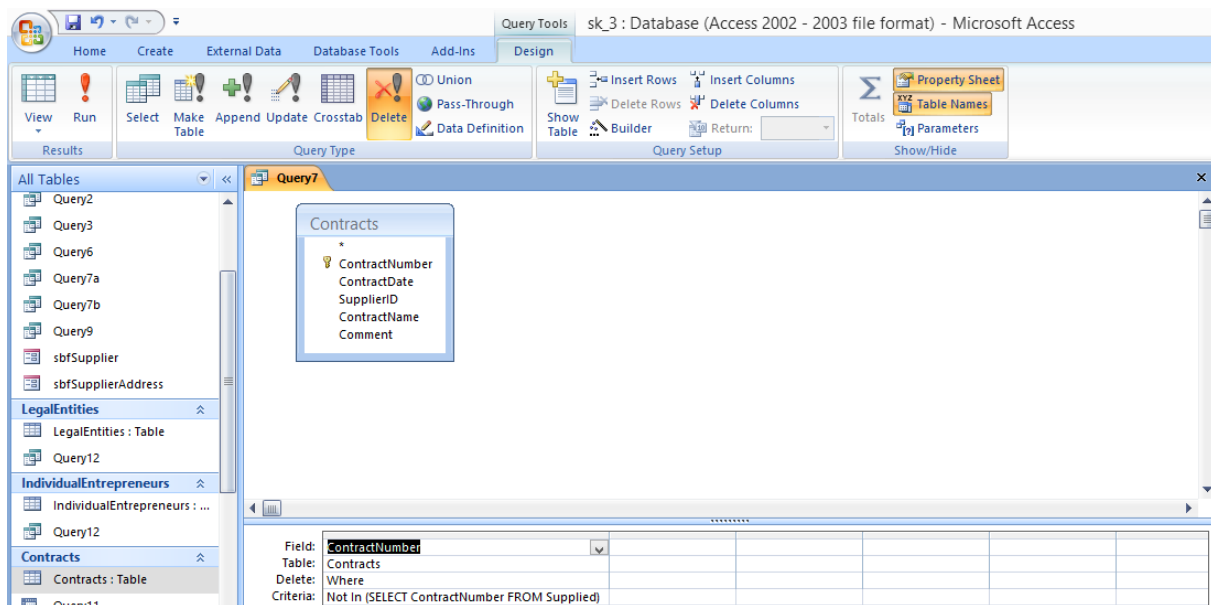 Query Tools sk_3 : Database (Access 2002 - 2003 file format) - Microsoft Access
Home Create External Data Database Tools Add-Ins Design
View Run Select Make Table Append Update Crosstab Delete
Union
Pass-Through
Data Definition
Show Table
Insert Rows
Delete Rows
Builder
Insert Columns
Delete Columns
Return:
Totals
Property Sheet
XYZ Table Names
[?] Parameters
Results Query Type Query Setup Show/Hide
All Tables
Query2
Query3
Query6
Query7a
Query7b
Query9
sbfSupplier
sbfSupplierAddress
LegalEntities
LegalEntities : Table
Query12
IndividualEntrepreneurs
IndividualEntrepreneurs : ...
Query12
Contracts
Contracts : Table
Query11
Query7
Contracts
*
ContractNumber
ContractDate
SupplierID
ContractName
Comment
Field: ContractNumber
Table: Contracts
Delete: Where
Criteria: Not In (SELECT ContractNumber FROM Supplied)